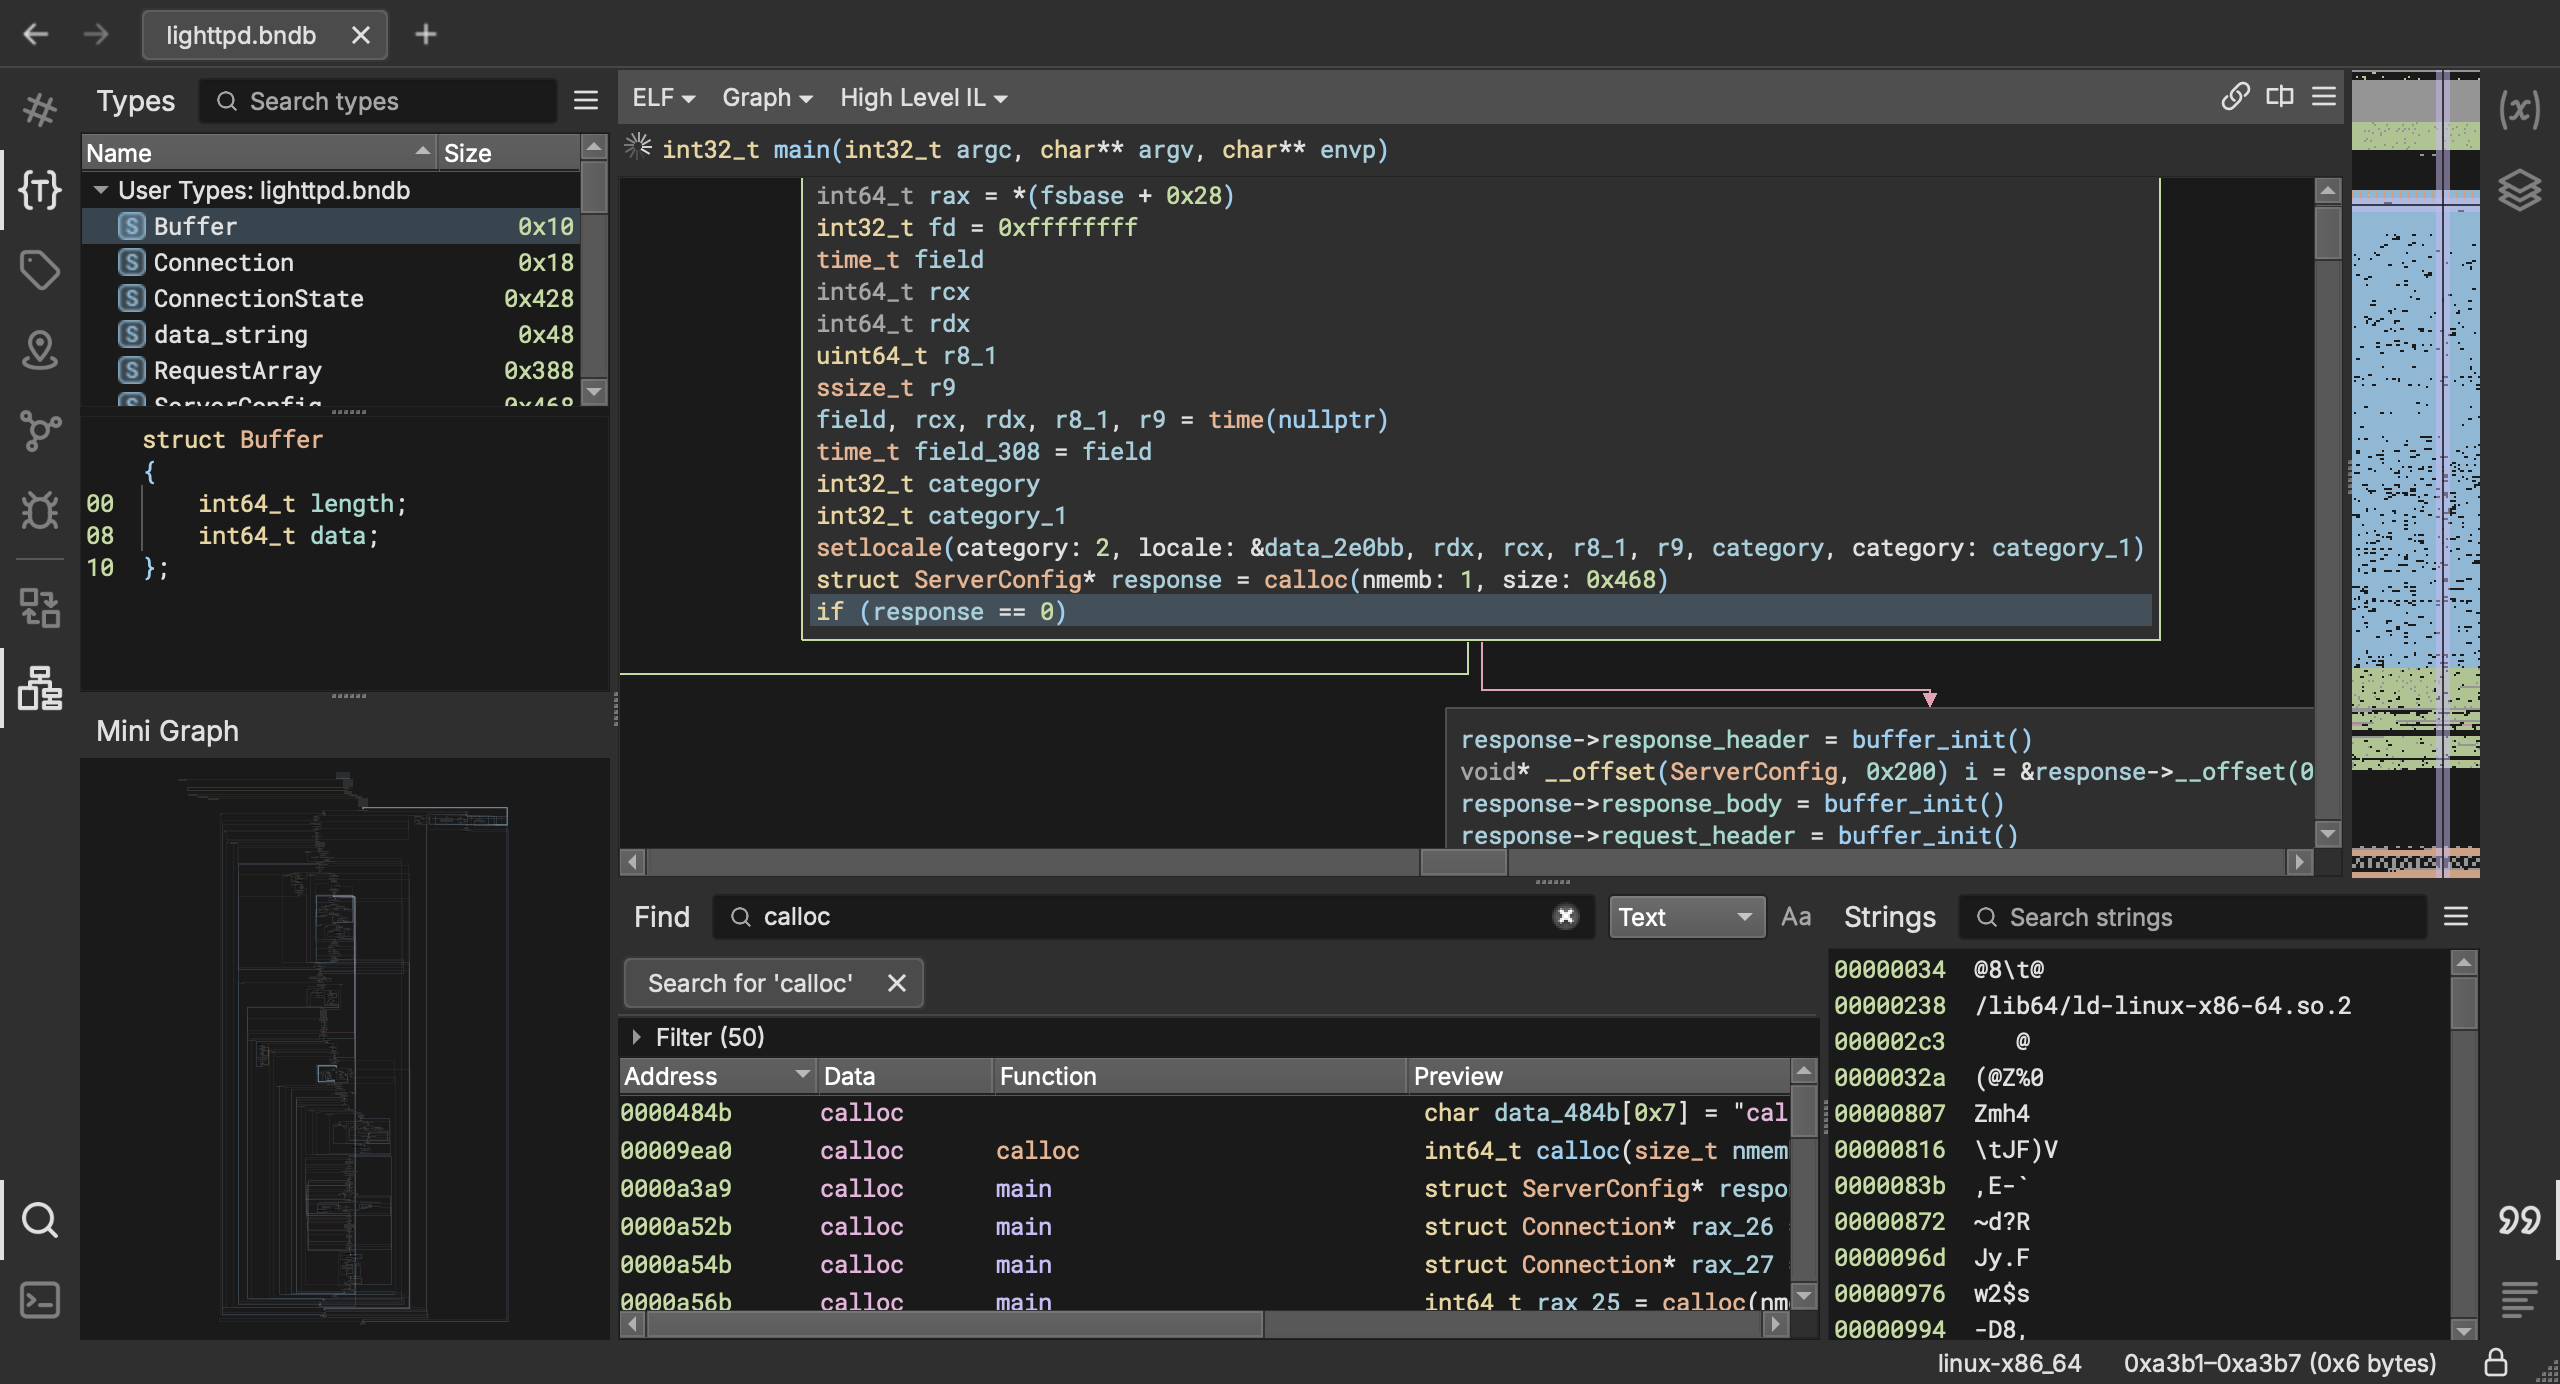 lighttpd.bndb
Types
Search types
Name Size
User Types: lighttpd.bndb
S Buffer 0x10
S Connection 0x18
S ConnectionState 0x428
S data_string 0x48
S RequestArray 0x388
S ServerConfig 0x468
struct Buffer
{
00 int64_t length;
08 int64_t data;
10 };
Mini Graph
ELF Graph High Level IL
int32_t main(int32_t argc, char** argv, char** envp)
int64_t rax = *(fsbase + 0x28)
int32_t fd = 0xffffffff
time_t field
int64_t rcx
int64_t rdx
uint64_t r8_1
ssize_t r9
field, rcx, rdx, r8_1, r9 = time(nullptr)
time_t field_308 = field
int32_t category
int32_t category_1
setlocale(category: 2, locale: &data_2e0bb, rdx, rcx, r8_1, r9, category, category: category_1)
struct ServerConfig* response = calloc(nmemb: 1, size: 0x468)
if (response == 0)
response->response_header = buffer_init()
void* __offset(ServerConfig, 0x200) i = &response->__offset(0
response->response_body = buffer_init()
response->request_header = buffer_init()
Find
calloc
Text
Aa
Search for 'calloc'
Filter (50)
Address Data Function Preview
0000484b calloc char data_484b[0x7] = "cal
00009ea0 calloc calloc int64_t calloc(size_t nmem
0000a3a9 calloc main struct ServerConfig* respo
0000a52b calloc main struct Connection* rax_26
0000a54b calloc main struct Connection* rax_27
0000a56b calloc main int64_t rax_25 = calloc(nm
Strings
Search strings
00000034 @8\t@
00000238 /lib64/ld-linux-x86-64.so.2
000002c3 @
0000032a (@Z%0
00000807 Zmh4
00000816 \tJF)V
0000083b ,E-`
00000872 ~d?R
0000096d Jy.F
00000976 w2$s
00000994 -D8,
linux-x86_64 0xa3b1–0xa3b7 (0x6 bytes)